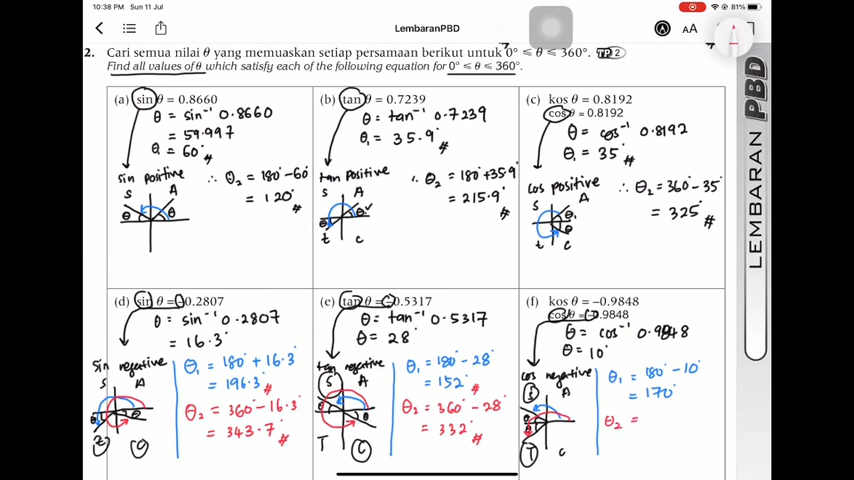 10:38 PM Sun 11 Jul
81%
LembaranPBD
AA
2. Cari semua nilai θ yang memuaskan setiap persamaan berikut untuk 0° ≤ θ ≤ 360°. TP 2
Find all values of θ which satisfy each of the following equation for 0° ≤ θ ≤ 360°.
(a) sin θ = 0.8660
θ = sin⁻¹ 0.8660
= 59.997
θ₁ = 60°
sin positive
S A
θ θ
∴ θ₂ = 180° - 60°
= 120°
(b) tan θ = 0.7239
θ = tan⁻¹ 0.7239
θ₁ = 35.9°
tan positive
S A
θ θ
t C
∴ θ₂ = 180° + 35.9
= 215.9°
(c) kos θ = 0.8192
cos θ = 0.8192
θ = cos⁻¹ 0.8192
θ₁ = 35°
cos positive
S A
θ
θ
t C
∴ θ₂ = 360° - 35°
= 325°
(d) sin θ = -0.2807
θ = sin⁻¹ 0.2807
= 16.3°
sin negative
S A
θ θ
C
θ₁ = 180° + 16.3°
= 196.3°
θ₂ = 360° - 16.3°
= 343.7°
(e) tan θ = -0.5317
θ = tan⁻¹ 0.5317
θ = 28°
tan negative
S A
θ θ
T C
θ₁ = 180° - 28°
= 152°
θ₂ = 360° - 28°
= 332°
(f) kos θ = -0.9848
cos θ = -0.9848
θ = cos⁻¹ 0.9848
θ = 10°
cos negative
S A
θ
θ
T C
θ₁ = 180° - 10°
= 170°
θ₂ =
LEMBARAN PBD